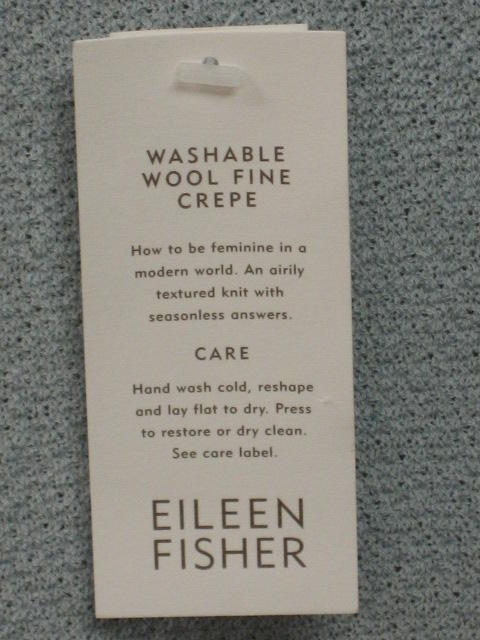 WASHABLE
WOOL FINE
CREPE
How to be feminine in a
modern world. An airily
textured knit with
seasonless answers.
CARE
Hand wash cold, reshape
and lay flat to dry. Press
to restore or dry clean.
See care label.
EILEEN
FISHER